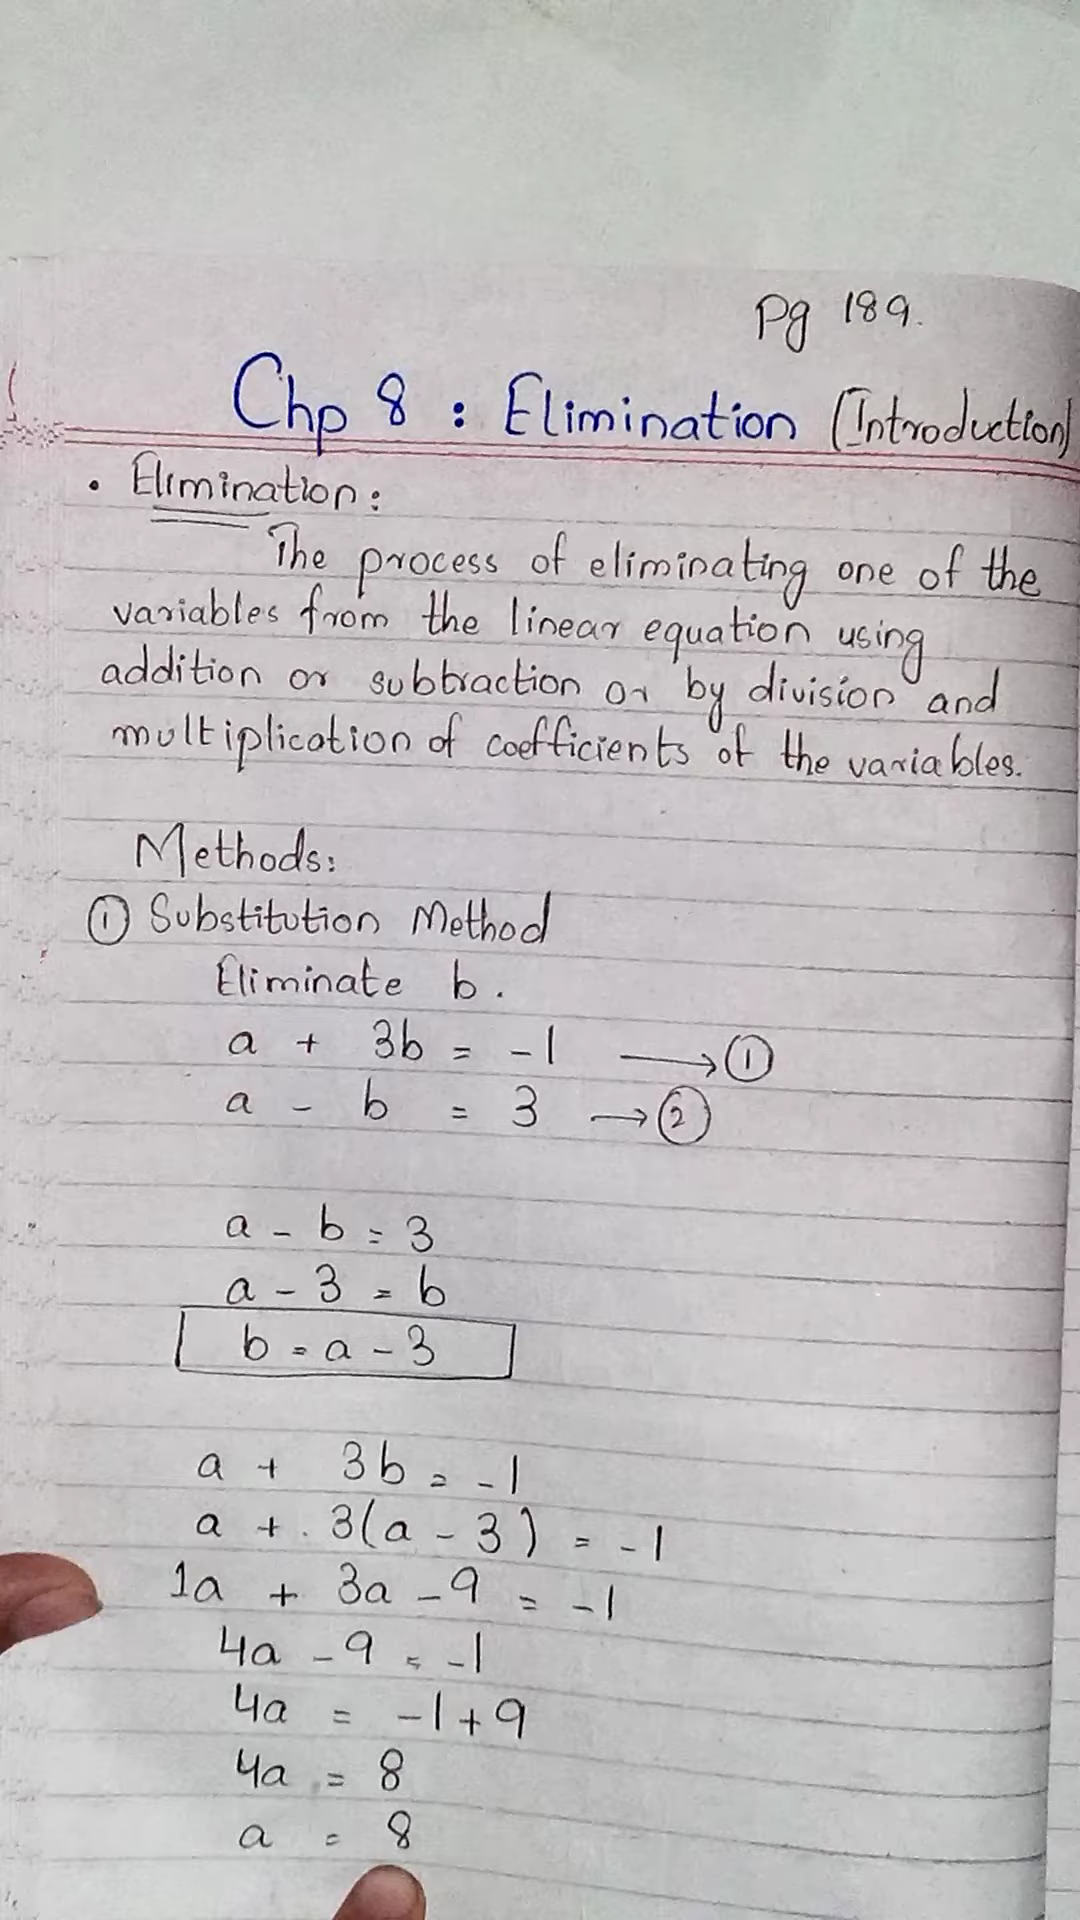 Pg 189.
Chp 8 : Elimination (Introduction)
• Elimination:
The process of eliminating one of the
variables from the linear equation using
addition or subtraction or by division and
multiplication of coefficients of the variables.
Methods:
① Substitution Method
Eliminate b.
a + 3b = -1 → ①
a - b = 3 → ②
a - b = 3
a - 3 = b
b = a - 3
a + 3b = -1
a + 3(a - 3) = -1
1a + 3a - 9 = -1
4a - 9 = -1
4a = -1+9
4a = 8
a = 8